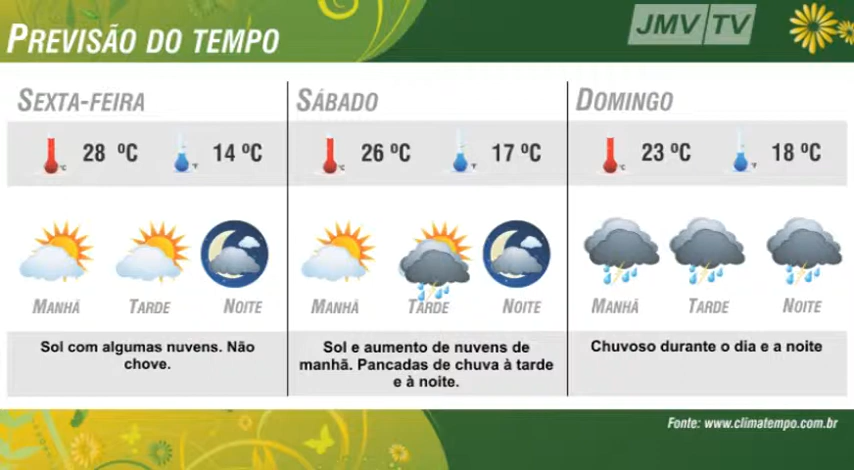 PREVISÃO DO TEMPO
JMV TV
SEXTA-FEIRA
28 ºC
14 ºC
MANHÃ
TARDE
NOITE
Sol com algumas nuvens. Não
chove.
SÁBADO
26 ºC
17 ºC
MANHÃ
TARDE
NOITE
Sol e aumento de nuvens de
manhã. Pancadas de chuva à tarde
e à noite.
DOMINGO
23 ºC
18 ºC
MANHÃ
TARDE
NOITE
Chuvoso durante o dia e a noite
Fonte: www.climatempo.com.br